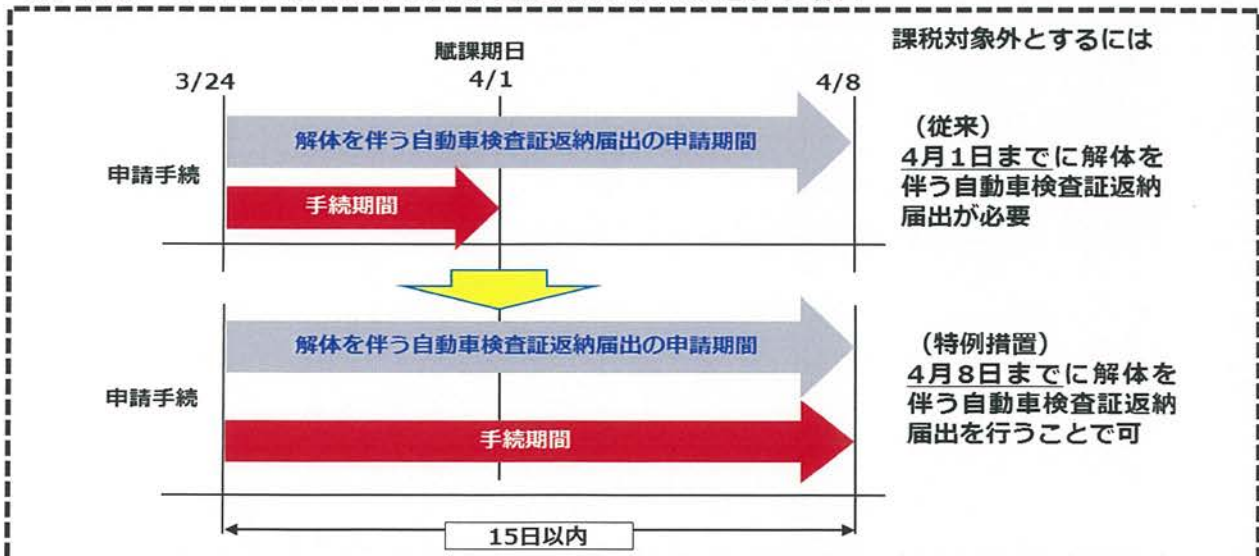 賦課期日
3/24
4/1
4/8
課税対象外とするには
解体を伴う自動車検査証返納届出の申請期間
申請手続
手続期間
(従来)
4月1日までに解体を
伴う自動車検査証返納
届出が必要
解体を伴う自動車検査証返納届出の申請期間
申請手続
手続期間
(特例措置)
4月8日までに解体を
伴う自動車検査証返納
届出を行うことで可
15日以内